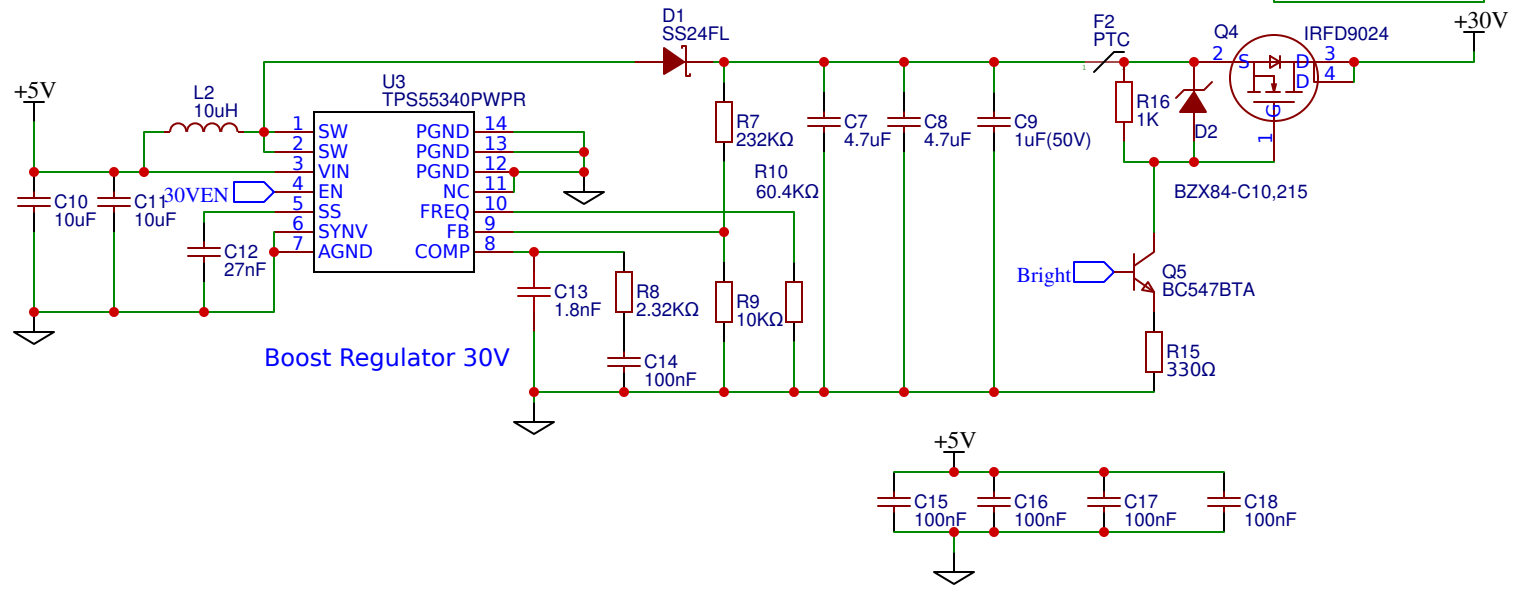 D1
SS24FL
F2
PTC
1
+30V
Q4
IRFD9024
2
S
D
3
D
4
G
1
+5V
L2
10uH
U3
TPS55340PWPR
1
SW
2
SW
3
VIN
4
EN
5
SS
6
SYNV
7
AGND
PGND
14
PGND
13
PGND
12
NC
11
FREQ
10
FB
9
COMP
8
30VEN
C10
10uF
C11
10uF
C12
27nF
R7
232KΩ
R10
60.4KΩ
C7
4.7uF
C8
4.7uF
C9
1uF(50V)
R16
1K
D2
BZX84-C10,215
C13
1.8nF
R8
2.32KΩ
R9
10KΩ
Bright
Q5
BC547BTA
Boost Regulator 30V
C14
100nF
R15
330Ω
+5V
C15
100nF
C16
100nF
C17
100nF
C18
100nF